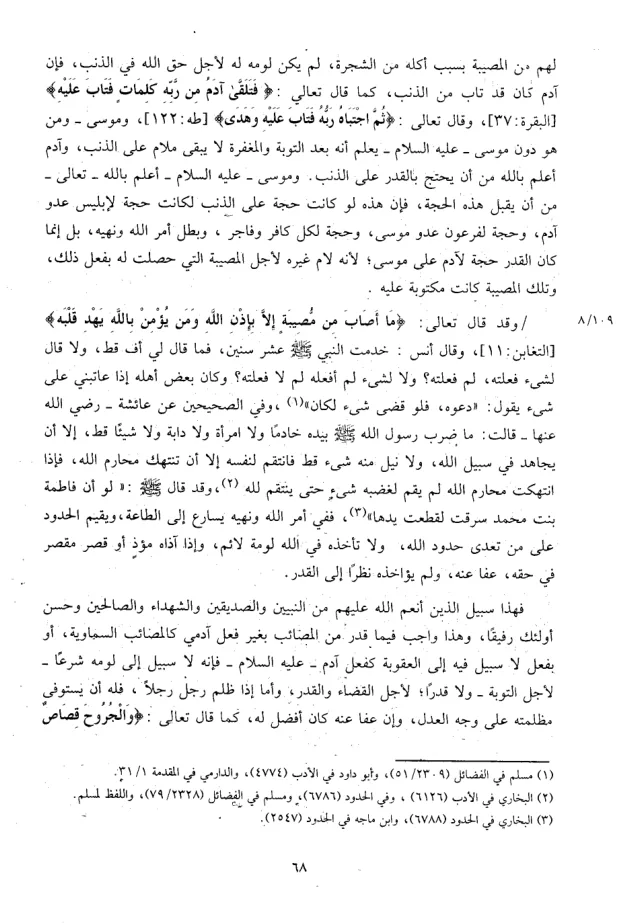 لهم من المصيبة بسبب أكله من الشجرة، لم يكن لومه له لأجل حق الله في الذنب، فإن
آدم كان قد تاب من الذنب، كما قال تعالي : ﴿ فَتَلَقَّىٰ آدَمُ مِن رَّبِّهِ كَلِمَاتٍ فَتَابَ عَلَيْهِ ﴾
[البقرة:٣٧]، وقال تعالى : ﴿ثُمَّ اجْتَبَاهُ رَبُّهُ فَتَابَ عَلَيْهِ وَهَدَىٰ﴾ [طه:١٢٢]، وموسى ـ ومن
هو دون موسى ـ عليه السلام ـ يعلم أنه بعد التوبة والمغفرة لا يبقى ملام على الذنب، وآدم
أعلم بالله من أن يحتج بالقدر على الذنب. وموسى ـ عليه السلام ـ أعلم بالله ـ تعالى ـ
من أن يقبل هذه الحجة، فإن هذه لو كانت حجة على الذنب لكانت حجة لإبليس عدو
آدم، وحجة لفرعون عدو موسى، وحجة لكل كافر وفاجر ، وبطل أمر الله ونهيه، بل إنما
كان القدر حجة لآدم على موسى؛ لأنه لام غيره لأجل المصيبة التي حصلت له بفعل ذلك،
وتلك المصيبة كانت مكتوبة عليه .
٨/١٠٩ /وقد قال تعالى: ﴿مَا أَصَابَ مِن مُّصِيبَةٍ إِلاَّ بِإِذْنِ اللَّهِ وَمَن يُؤْمِنْ بِاللَّهِ يَهْدِ قَلْبَهُ﴾
[التغابن:١١]، وقال أنس : خدمت النبي ﷺ عشر سنين، فما قال لي أف قط، ولا قال
لشىء فعلته، لم فعلته؟ ولا لشىء لم أفعله لم لا فعلته؟ وكان بعض أهله إذا عاتبني على
شىء يقول: «دعوه، فلو قضى شىء لكان»(١) ،وفي الصحيحين عن عائشة ـ رضي الله
عنها ـ قالت: ما ضرب رسول الله ﷺ بيده خادمًا ولا امرأة ولا دابة ولا شيئًا قط، إلا أن
يجاهد في سبيل الله، ولا نيل منه شىء قط فانتقم لنفسه إلا أن تنتهك محارم الله، فإذا
انتهكت محارم الله لم يقم لغضبه شىءٍ حتى ينتقم لله (٢)،وقد قال ﷺ :« لو أن فاطمة
بنت محمد سرقت لقطعت يدها»(٣)، ففي أمر الله ونهيه يسارع إلى الطاعة،ويقيم الحدود
على من تعدى حدود الله، ولا تأخذه في الله لومة لائم، وإذا آذاه مؤذٍ أو قصر مقصر
في حقه، عفا عنه، ولم يؤاخذه نظرًا إلى القدر.
فهذا سبيل الذين أنعم الله عليهم من النبيين والصديقين والشهداء والصالحين وحسن
أولئك رفيقًا، وهذا واجب فيما قدر من المصائب بغير فعل آدمي كالمصائب السماوية، أو
بفعل لا سبيل فيه إلى العقوبة كفعل آدم ـ عليه السلام ـ فإنه لا سبيل إلى لومه شرعًا ـ
لأجل التوبة ـ ولا قدرًا؛ لأجل القضاء والقدر، وأما إذا ظلم رجل رجلاً ، فله أن يستوفى
مظلمته على وجه العدل، وإن عفا عنه كان أفضل له، كما قال تعالى :﴿وَالْجُرُوحَ قِصَاصٌ
(١) مسلم في الفضائل (٥١/٢٣٠٩)، وأبو داود في الأدب (٤٧٧٤)، والدارمي في المقدمة ٣١/١.
(٢) البخاري في الأدب (٦١٢٦) ، وفي الحدود (٦٧٨٦)، ومسلم في الفضائل (٧٩/٢٣٢٨)، واللفظ لمسلم.
(٣) البخاري في الحدود (٦٧٨٨)، وابن ماجه في الحدود (٢٥٤٧).
٦٨